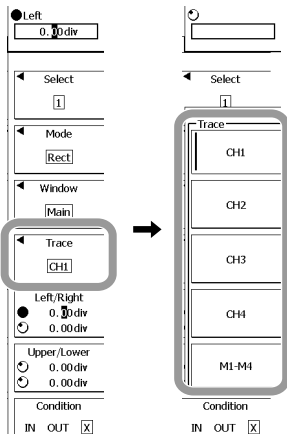 Left
0.00div
Select
1
Mode
Rect
Window
Main
Trace
CH1
Left/Right
0.00div
0.00div
Upper/Lower
0.00div
0.00div
Condition
IN OUT X
Select
1
Trace
CH1
CH2
CH3
CH4
M1-M4
Condition
IN OUT X